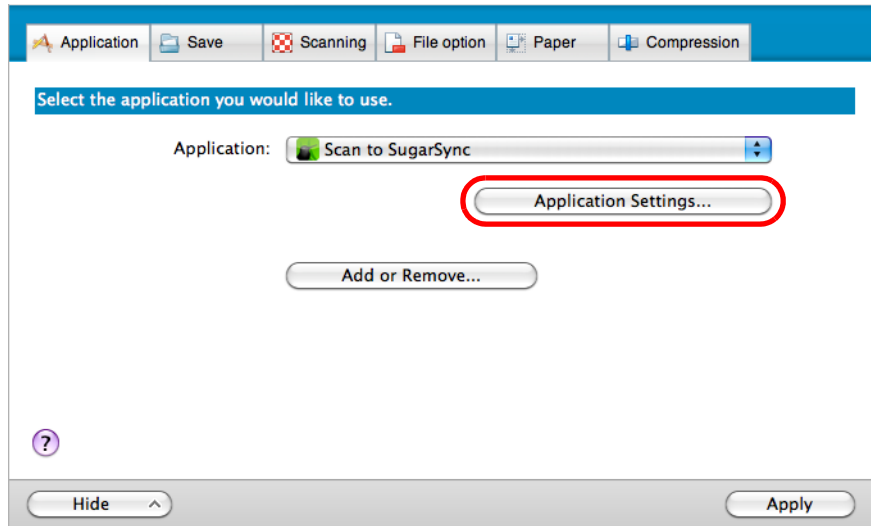 Application Save Scanning File option Paper Compression
Select the application you would like to use.
Application: Scan to SugarSync
Application Settings...
Add or Remove...
?
Hide Apply